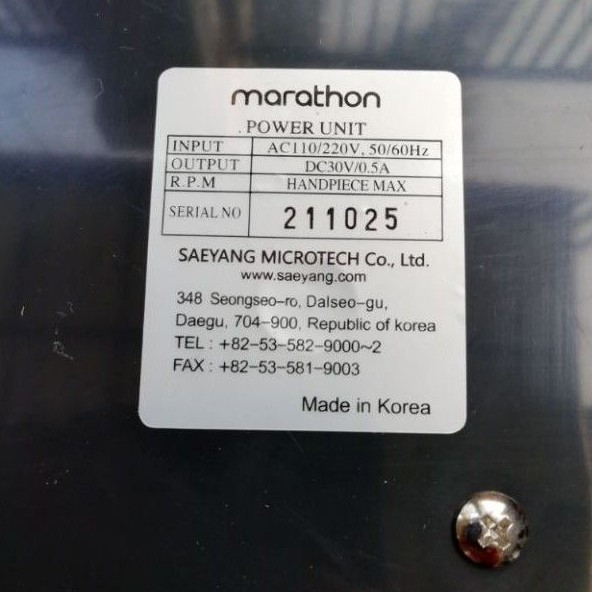 marathon
. POWER UNIT
INPUT AC110/220V, 50/60Hz
OUTPUT DC30V/0.5A
R.P.M HANDPIECE MAX
SERIAL NO 211025
SAEYANG MICROTECH Co., Ltd.
www.saeyang.com
348 Seongseo-ro, Dalseo-gu,
Daegu, 704-900, Republic of korea
TEL : +82-53-582-9000~2
FAX : +82-53-581-9003
Made in Korea